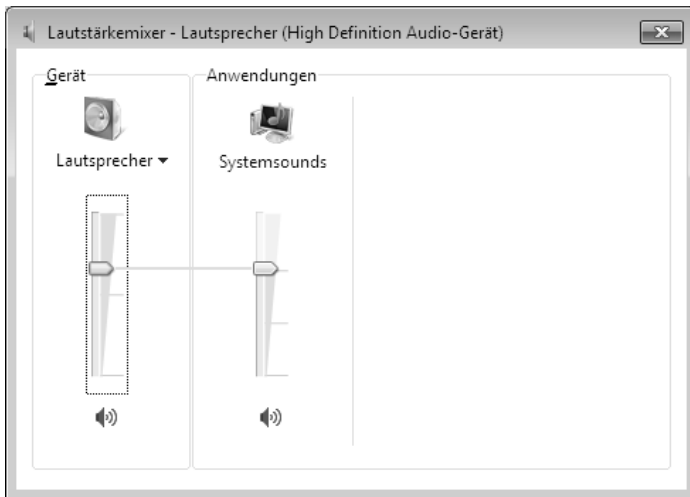 Lautstärkemixer - Lautsprecher (High Definition Audio-Gerät)
Gerät
Anwendungen
Lautsprecher
Systemsounds